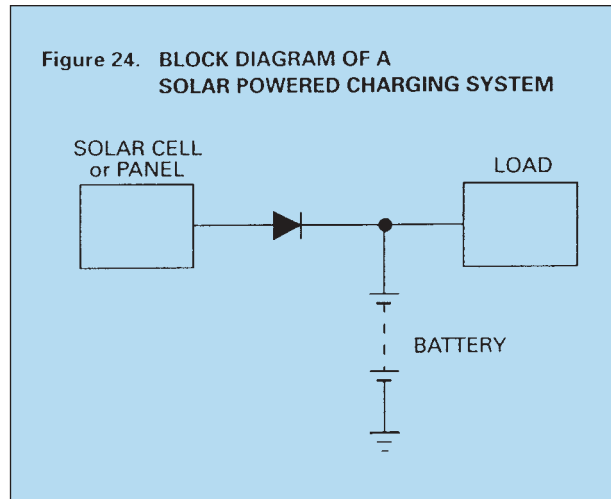 Figure 24. BLOCK DIAGRAM OF A
SOLAR POWERED CHARGING SYSTEM
SOLAR CELL
or PANEL
LOAD
BATTERY